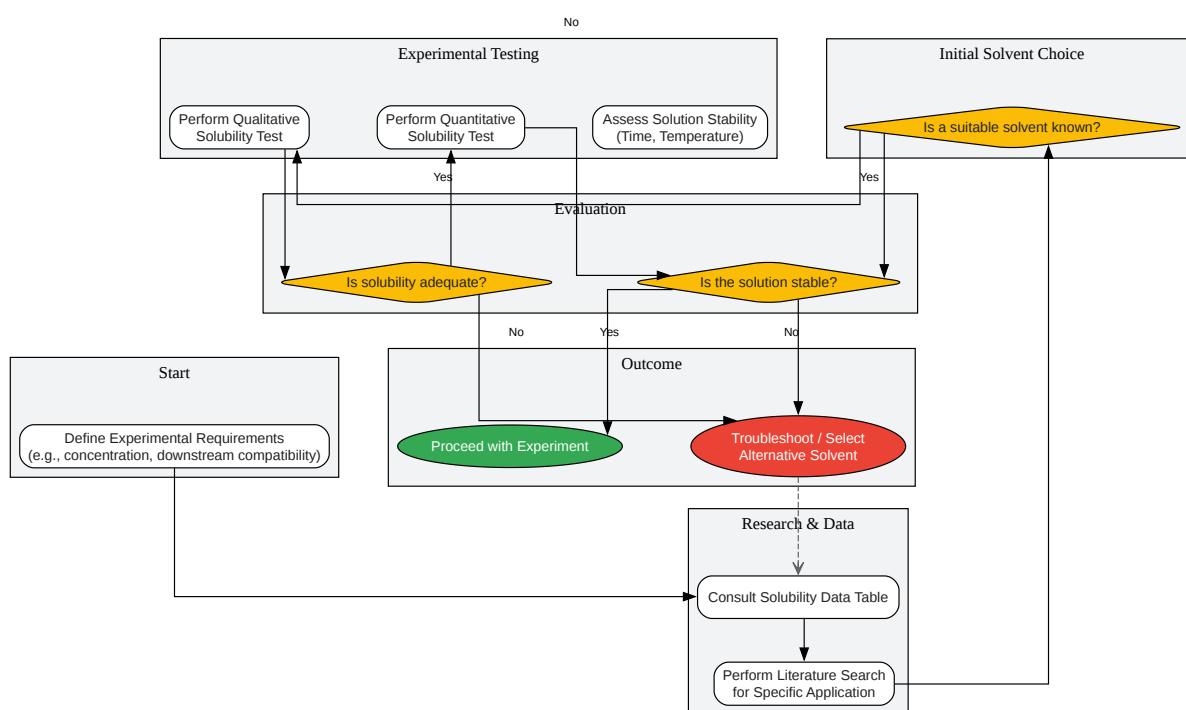 No
Experimental Testing
Initial Solvent Choice
Perform Qualitative
Solubility Test
Perform Quantitative
Solubility Test
Assess Solution Stability
(Time, Temperature)
Is a suitable solvent known?
Yes
Yes
Evaluation
Is solubility adequate?
Is the solution stable?
No
Yes
No
Outcome
Start
Define Experimental Requirements
(e.g., concentration, downstream compatibility)
Proceed with Experiment
Troubleshoot / Select
Alternative Solvent
Research & Data
Consult Solubility Data Table
Perform Literature Search
for Specific Application